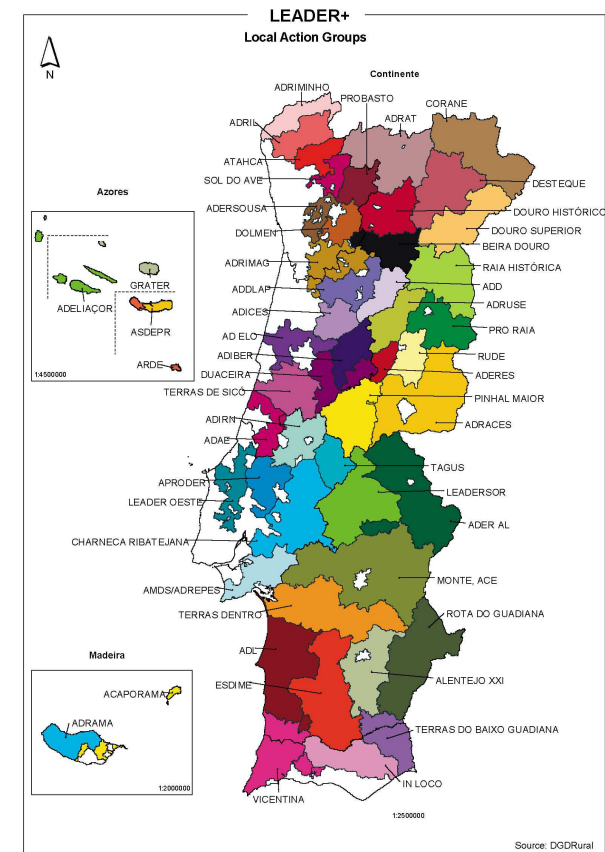 LEADER+
Local Action Groups
N
Continente
ADRIMINHO
PROBASTO
CORANE
ADRAT
ADRIL
ATAHCA
SOL DO AVE
DESTEQUE
ADERSOUSA
DOURO HISTÓRICO
DOLMEN
DOURO SUPERIOR
BEIRA DOURO
ADRIMAG
RAIA HISTÓRICA
ADDLAP
ADD
ADICES
ADRUSE
AD ELO
PRO RAIA
ADIBER
RUDE
DUACEIRA
ADERES
TERRAS DE SICÓ
PINHAL MAIOR
ADIRN
ADRACES
ADAE
TAGUS
APRODER
LEADERSOR
LEADER OESTE
ADER AL
CHARNECA RIBATEJANA
MONTE, ACE
AMDS/ADREPES
TERRAS DENTRO
ROTA DO GUADIANA
ADL
ESDIME
ALENTEJO XXI
TERRAS DO BAIXO GUADIANA
IN LOCO
VICENTINA
1:2500000
Azores
GRATER
ADELIAÇOR
ASDEPR
ARDE
1:4500000
Madeira
ACAPORAMA
ADRAMA
1:2000000
Source: DGDRural